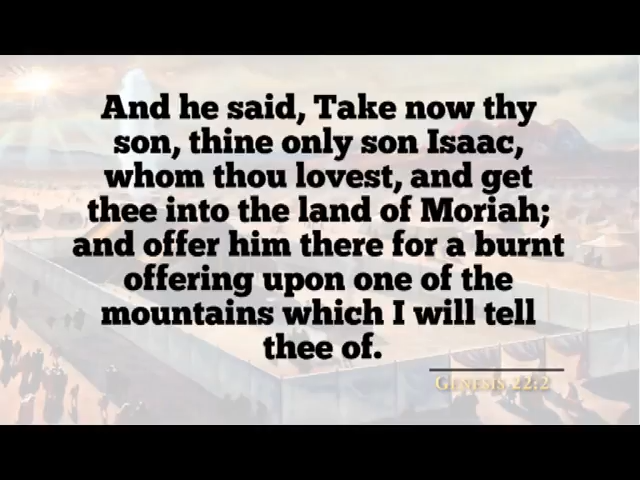 And he said, Take now thy
son, thine only son Isaac,
whom thou lovest, and get
thee into the land of Moriah;
and offer him there for a burnt
offering upon one of the
mountains which I will tell
thee of.
Genesis 22:2